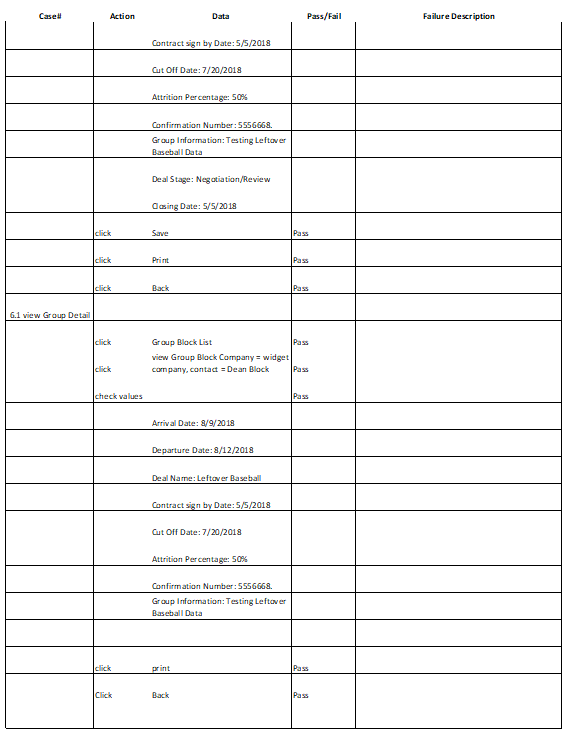 Case# Action Data Pass/Fail Failure Description
Contract sign by Date: 5/5/2018
Cut Off Date: 7/20/2018
Attrition Percentage: 50%
Confirmation Number: 5556668.
Group Information: Testing Leftover
Baseball Data
Deal Stage: Negotiation/Review
Closing Date: 5/5/2018
click Save Pass
click Print Pass
click Back Pass
6.1 view Group Detail
click Group Block List Pass
view Group Block Company = widget
click company, contact = Dean Block Pass
check values Pass
Arrival Date: 8/9/2018
Departure Date: 8/12/2018
Deal Name: Leftover Baseball
Contract sign by Date: 5/5/2018
Cut Off Date: 7/20/2018
Attrition Percentage: 50%
Confirmation Number: 5556668.
Group Information: Testing Leftover
Baseball Data
click print Pass
Click Back Pass